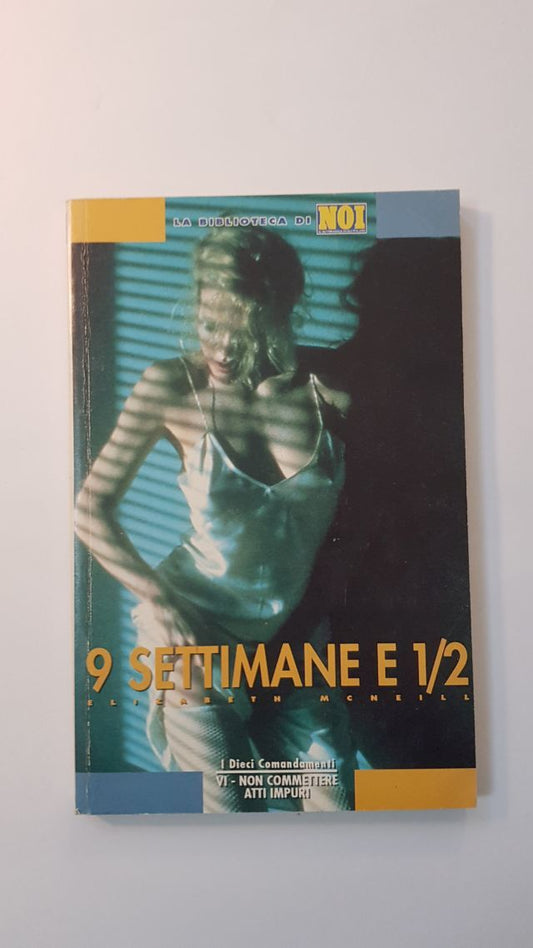 LA BIBLIOTECA DI NOI
9 SETTIMANE E 1/2
ELIZABETH MCNEILL
I Dieci Comandamenti
VI - NON COMMETTERE
ATTI IMPURI